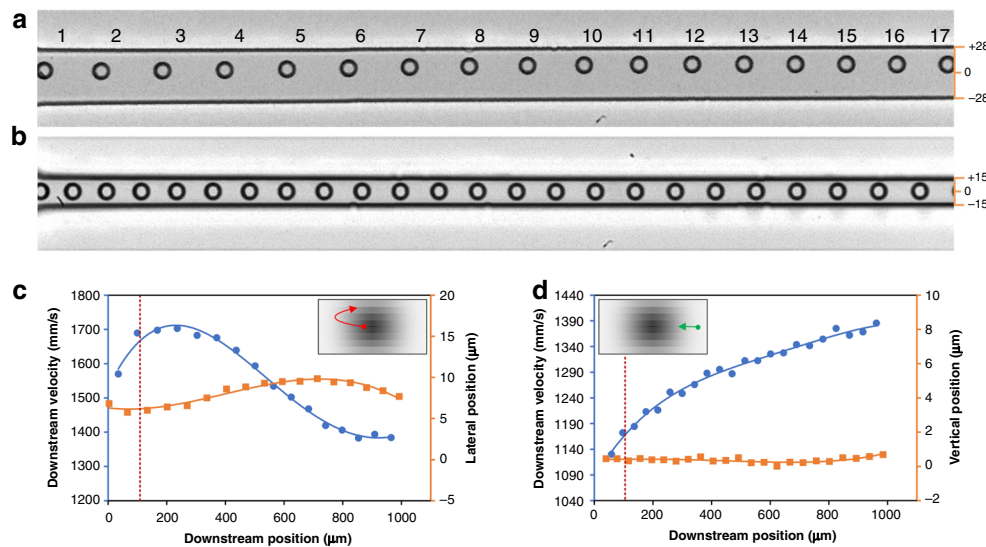 a
1 2 3 4 5 6 7 8 9 10 11 12 13 14 15 16 17
+28
0
−28
b
+15
0
−15
c
1800
1700
1600
1500
1400
1300
1200
Downstream velocity (mm/s)
20
15
10
5
0
−5
Lateral position (µm)
0 200 400 600 800 1000
Downstream position (µm)
d
1440
1390
1340
1290
1240
1190
1140
1090
1040
Downstream velocity (mm/s)
10
8
6
4
2
0
−2
Vertical position (µm)
0 200 400 600 800 1000
Downstream position (µm)